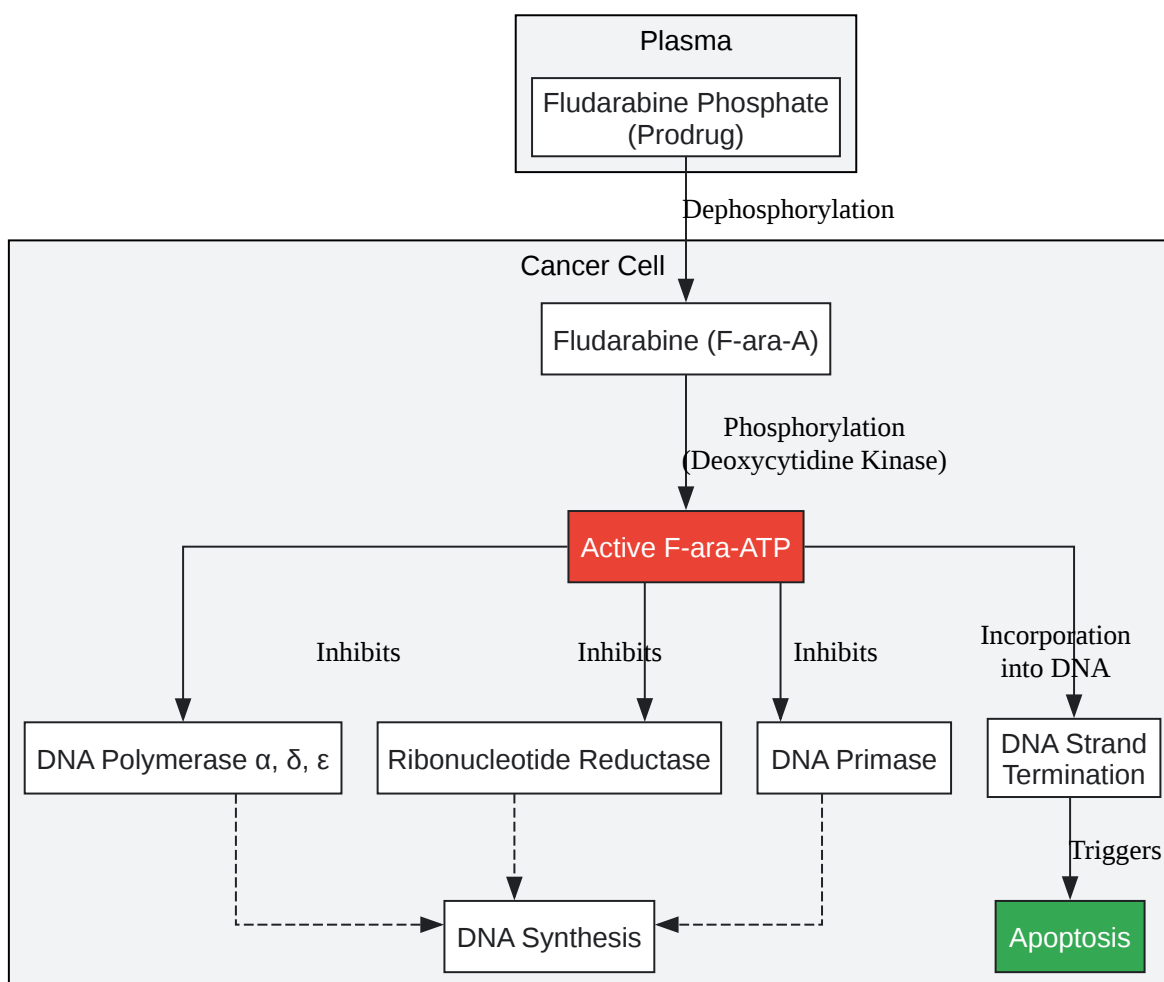 Plasma
Fludarabine Phosphate
(Prodrug)
Dephosphorylation
Cancer Cell
Fludarabine (F-ara-A)
Phosphorylation
(Deoxycytidine Kinase)
Active F-ara-ATP
Inhibits
Inhibits
Inhibits
Incorporation
into DNA
DNA Polymerase α, δ, ε
Ribonucleotide Reductase
DNA Primase
DNA Strand
Termination
Triggers
DNA Synthesis
Apoptosis